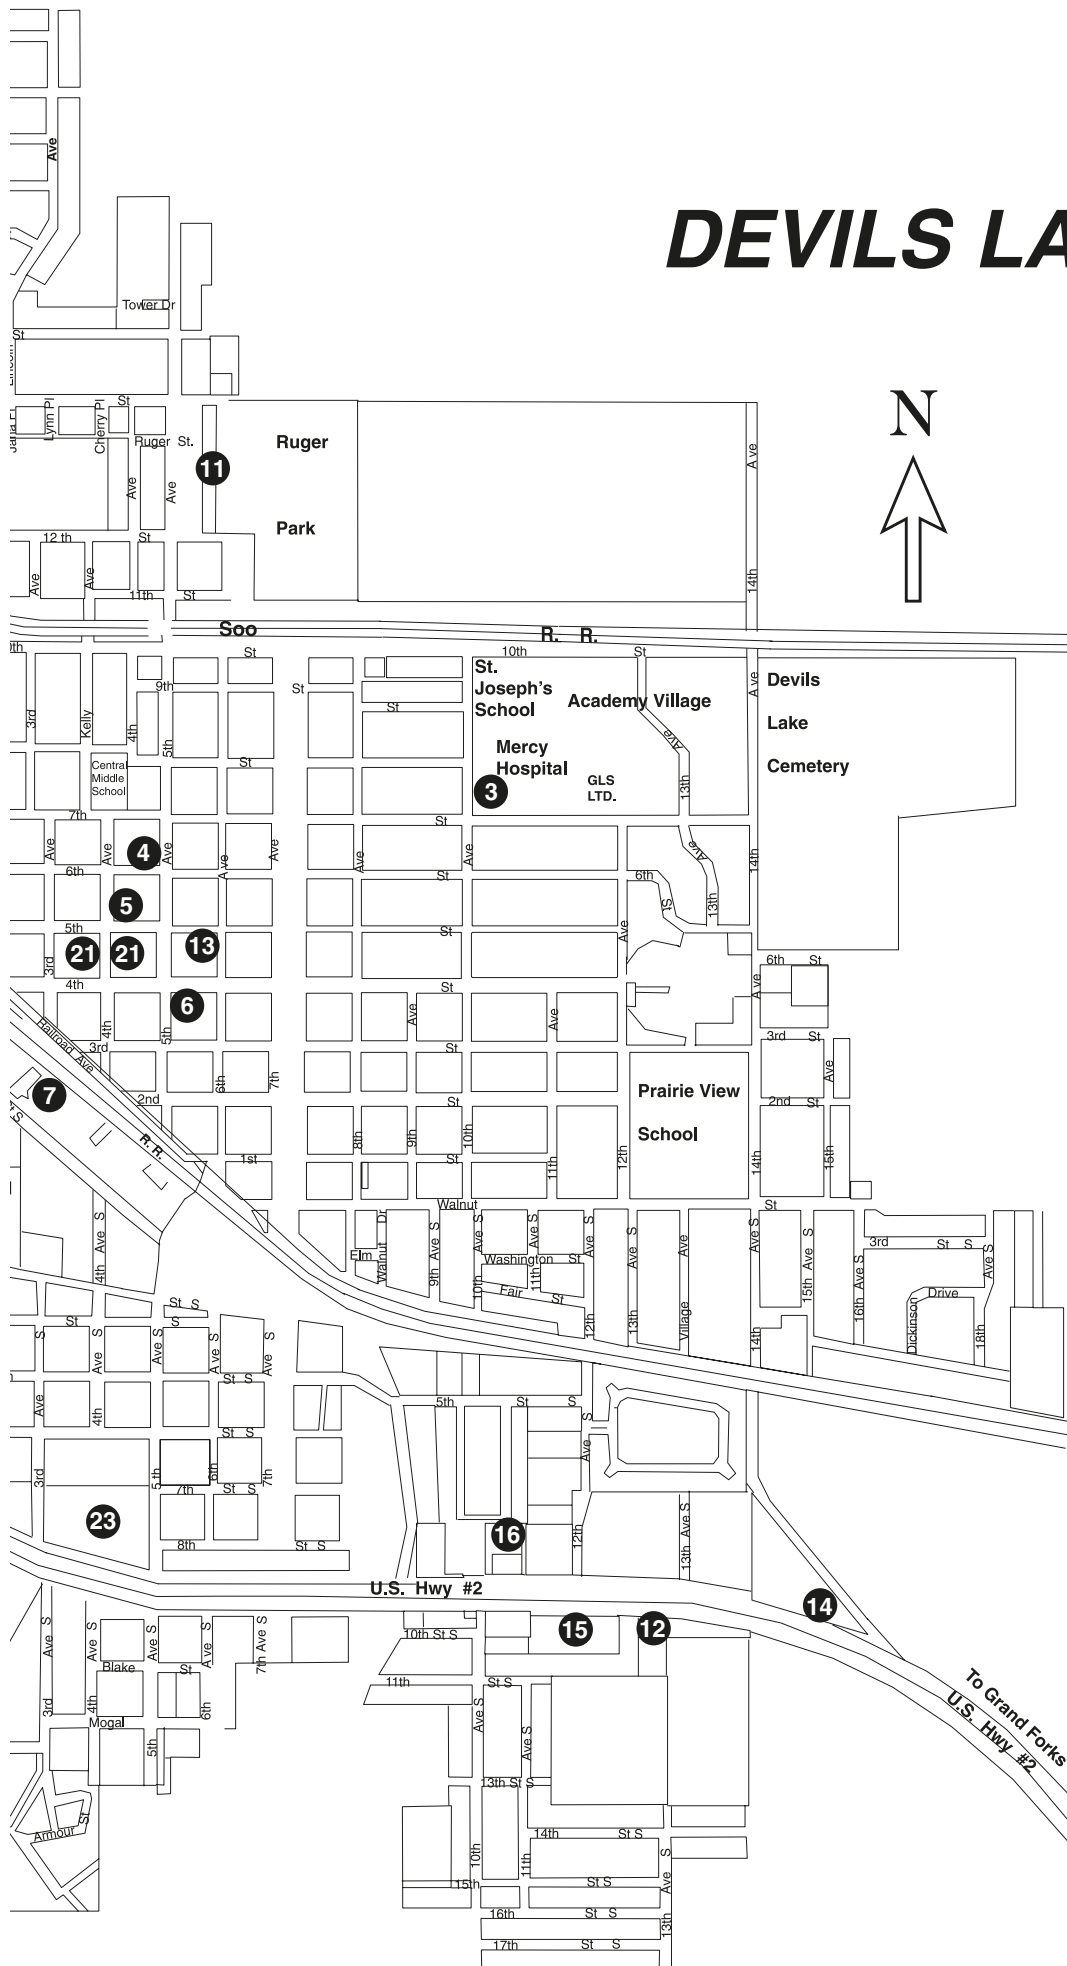 Ave
DEVILS LA
Tower Dr
St
N
Lynn Pl
Cherry Pl
St
Ruger St.
Ruger
Park
11
Ave
Ave
Ave
14th
12 th
St
Ave
Ave
11th
St
Soo
R. R.
St
10th
St
9th
St
St
3rd
Kelly
4th
5th
St.
Joseph's
School
Academy Village
Ave
Devils
Lake
Cemetery
Mercy
Hospital
Ave
13th
GLS
LTD.
3
Central
Middle
School
St
7th
St
Ave
Ave
Ave
Ave
Ave
Ave
Ave
4
Ave
14th
6th
St
6th
St
13th
5
5th
St
Ave
21
21
13
3rd
6th
St
4th
St
Ave
6
4th
5th
Ave
Ave
Railroad Ave
3rd
St
3rd
St
7
6th
7th
Ave
Prairie View
School
2nd
St
2nd
St
R.R.
8th
9th
10th
11th
12th
14th
15th
1st
St
Walnut
St
Ave S
4th
Elm
Walnut Dr
9th Ave S
10th Ave S
11th Ave S
Washington St
Fair St
12th Ave S
13th Ave S
Village Ave
14th Ave S
15th Ave S
16th Ave S
3rd St S
Dickinson
Drive
18th Ave S
St S
St
S
S
Ave S
Ave S
Ave S
Ave S
St S
Ave
4th
5th
St
S
Ave S
St S
3rd
5 th
6th
7th
7th
St S
23
16
12th
13th Ave S
8th
St S
U.S. Hwy #2
14
15
12
3rd Ave S
4th Ave S
5th Ave S
6th Ave S
7th Ave S
10th St S
Blake
St
11th
St S
To Grand Forks
U.S. Hwy #2
Mogal
Ave S
Ave S
13th St S
Armour
St
14th
St S
10th
11th
15th
St S
13th Ave S
16th
St S
17th
St S